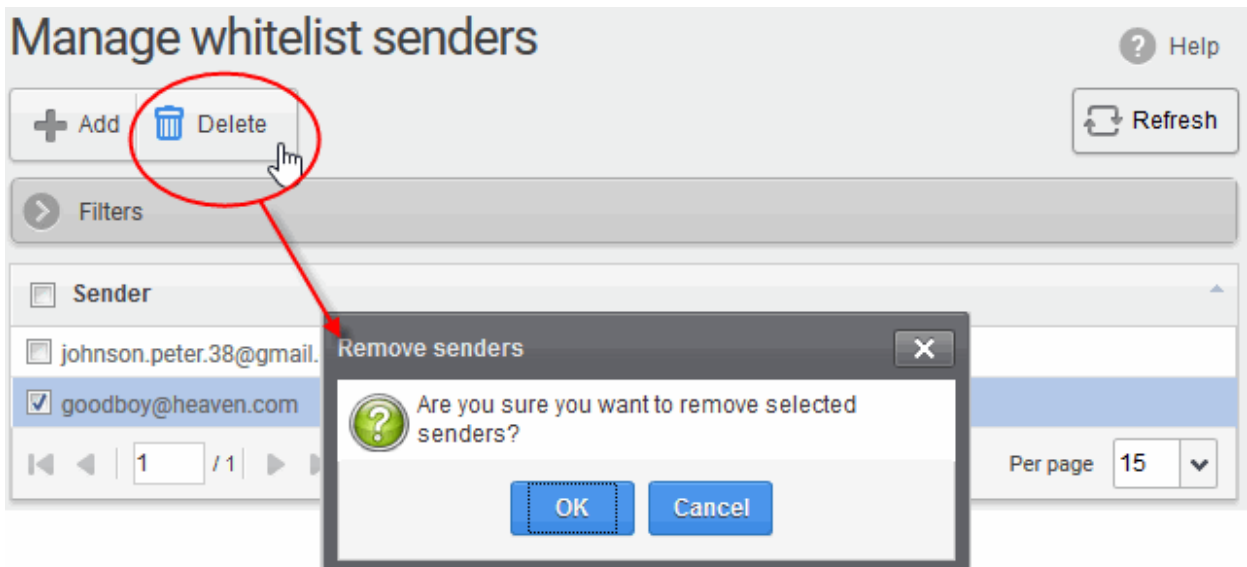 Manage whitelist senders
Help
Add
Delete
Refresh
Filters
Sender
johnson.peter.38@gmail.
goodboy@heaven.com
1 / 1
Per page 15
Remove senders
Are you sure you want to remove selected
senders?
OK
Cancel